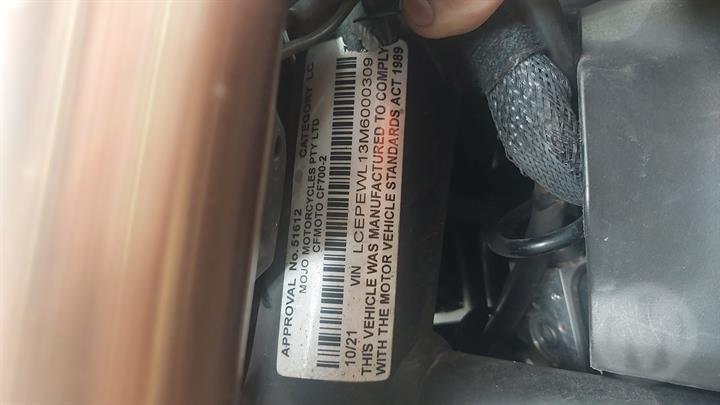 APPROVAL No. 51612 CATEGORY LC
MOJO MOTORCYCLES PTY LTD
CFMOTO CF700-2
10/21 VIN LCEPEWL13M6000309
THIS VEHICLE WAS MANUFACTURED TO COMPLY
WITH THE MOTOR VEHICLE STANDARDS ACT 1989